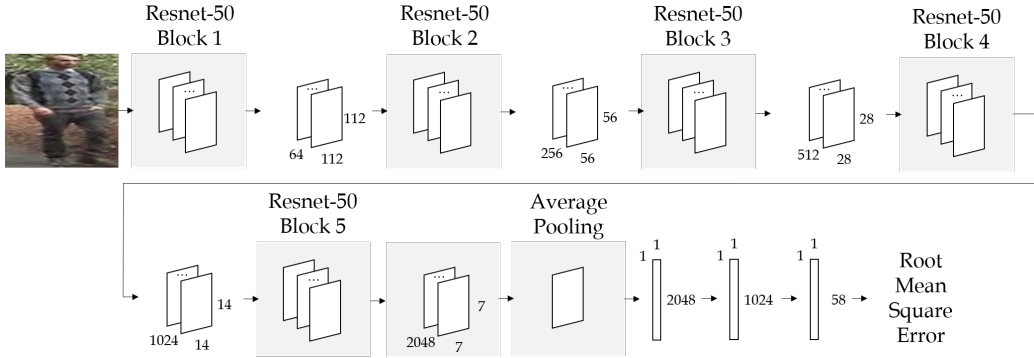 Resnet-50
Block 1
Resnet-50
Block 2
Resnet-50
Block 3
Resnet-50
Block 4
...
...
112
64
112
...
...
56
256
56
...
...
28
512
28
...
Resnet-50
Block 5
Average
Pooling
...
14
1024
14
...
...
7
2048
7
1
1
2048
1
1
1024
1
1
58
Root
Mean
Square
Error